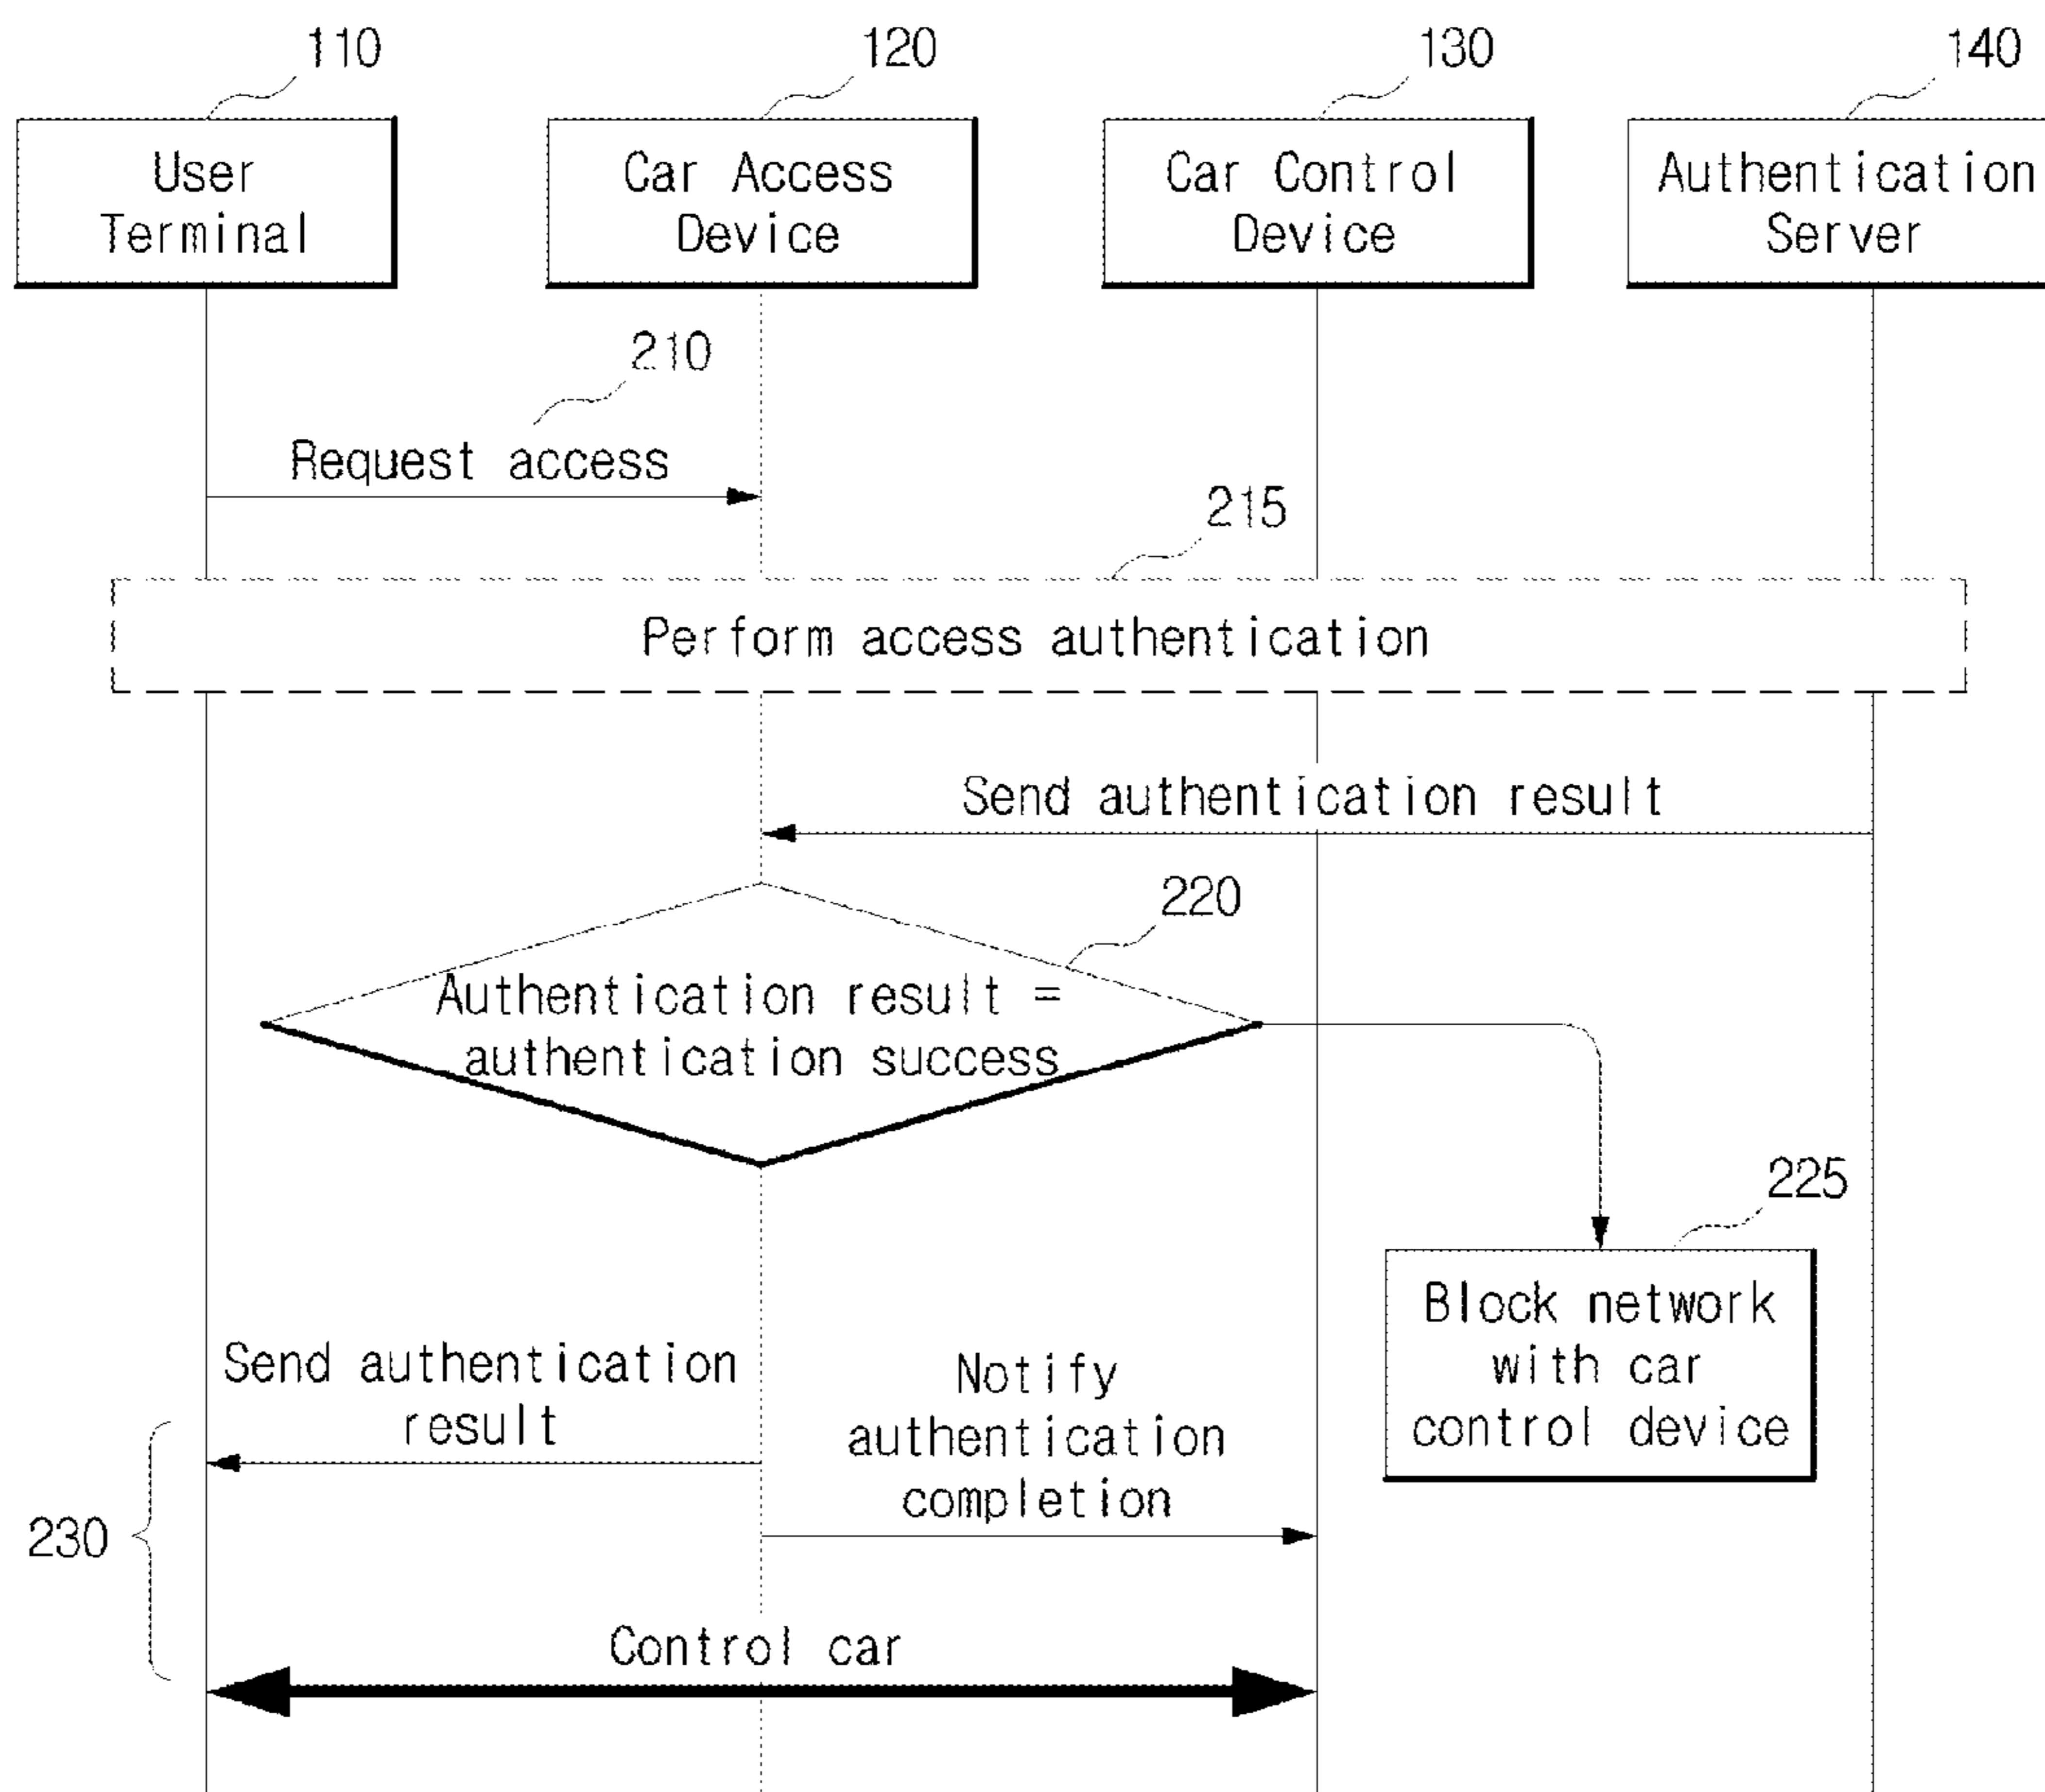 110
120
130
140
User
Terminal
Car Access
Device
Car Control
Device
Authentication
Server
210
Request access
215
Perform access authentication
Send authentication result
220
Authentication result =
authentication success
225
Block network
with car
control device
Send authentication
result
Notify
authentication
completion
230
Control car